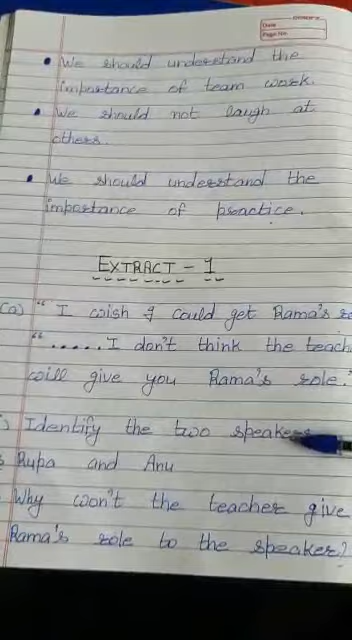 Date
Page No.
• We should understand the
importance of team work.
• We should not laugh at
others.
• We should understand the
importance of practice.
EXTRACT - 1
(a) " I wish I could get Rama's ro
"..... I don't think the teach
will give you Rama's role."
) Identify the two speakers
Rupa and Anu
Why won't the teacher give
Rama's role to the speaker?